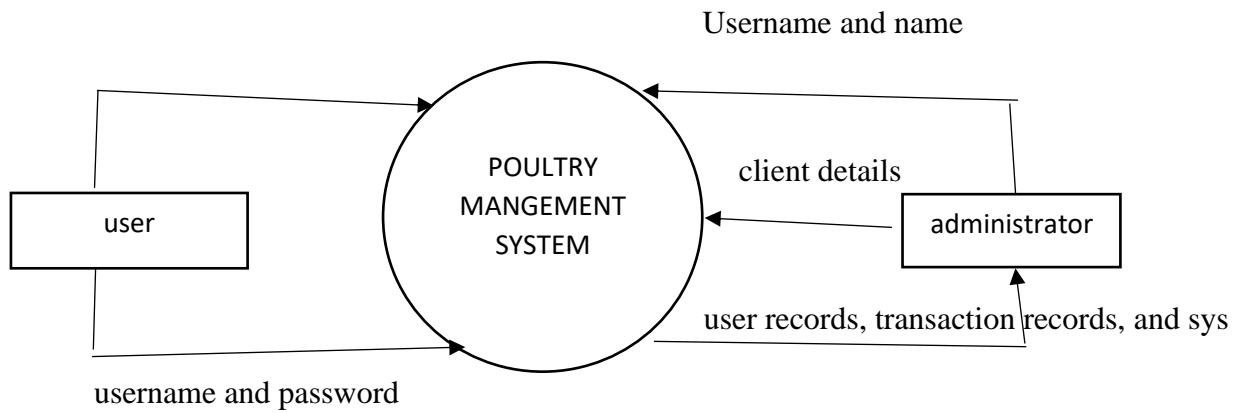 Username and name
POULTRY
MANGEMENT
SYSTEM
client details
user
administrator
user records, transaction records, and sys
username and password